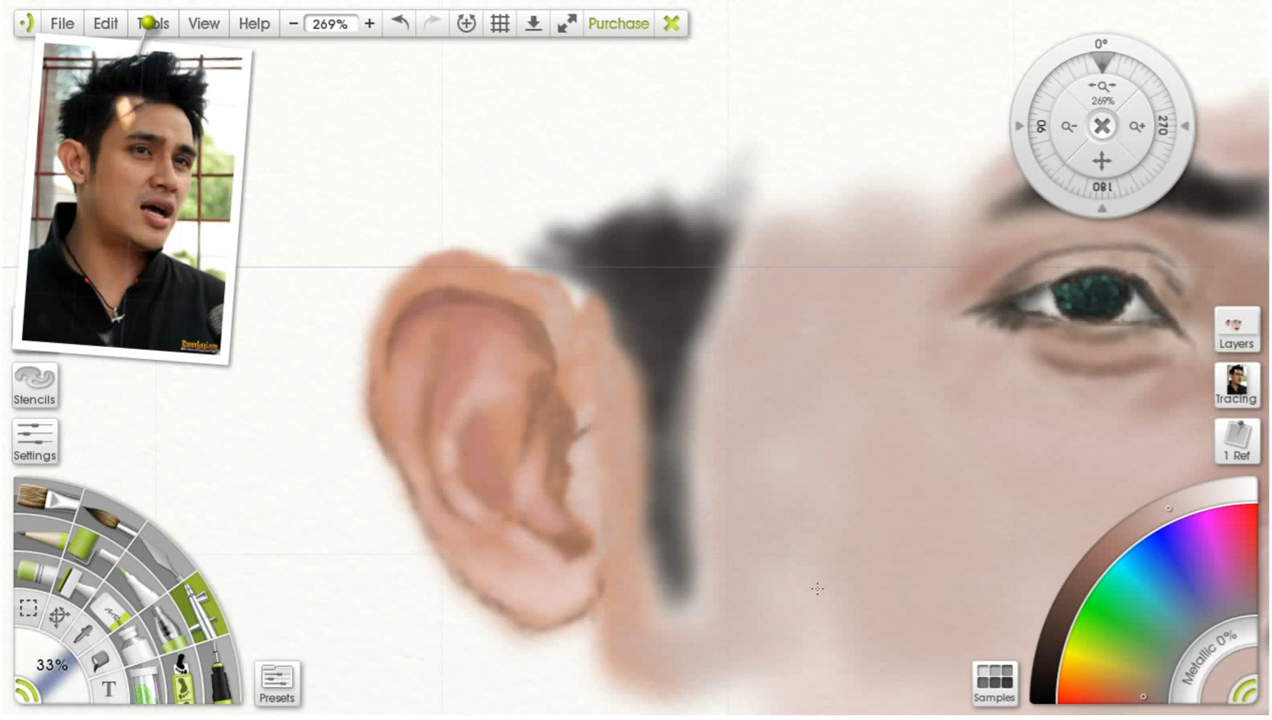 File Edit Tools View Help − 269% + Purchase
0°
269%
90
270
180
Layers
Tracing
1 Ref
Stencils
Settings
33%
T
Presets
Samples
Metallic 0%